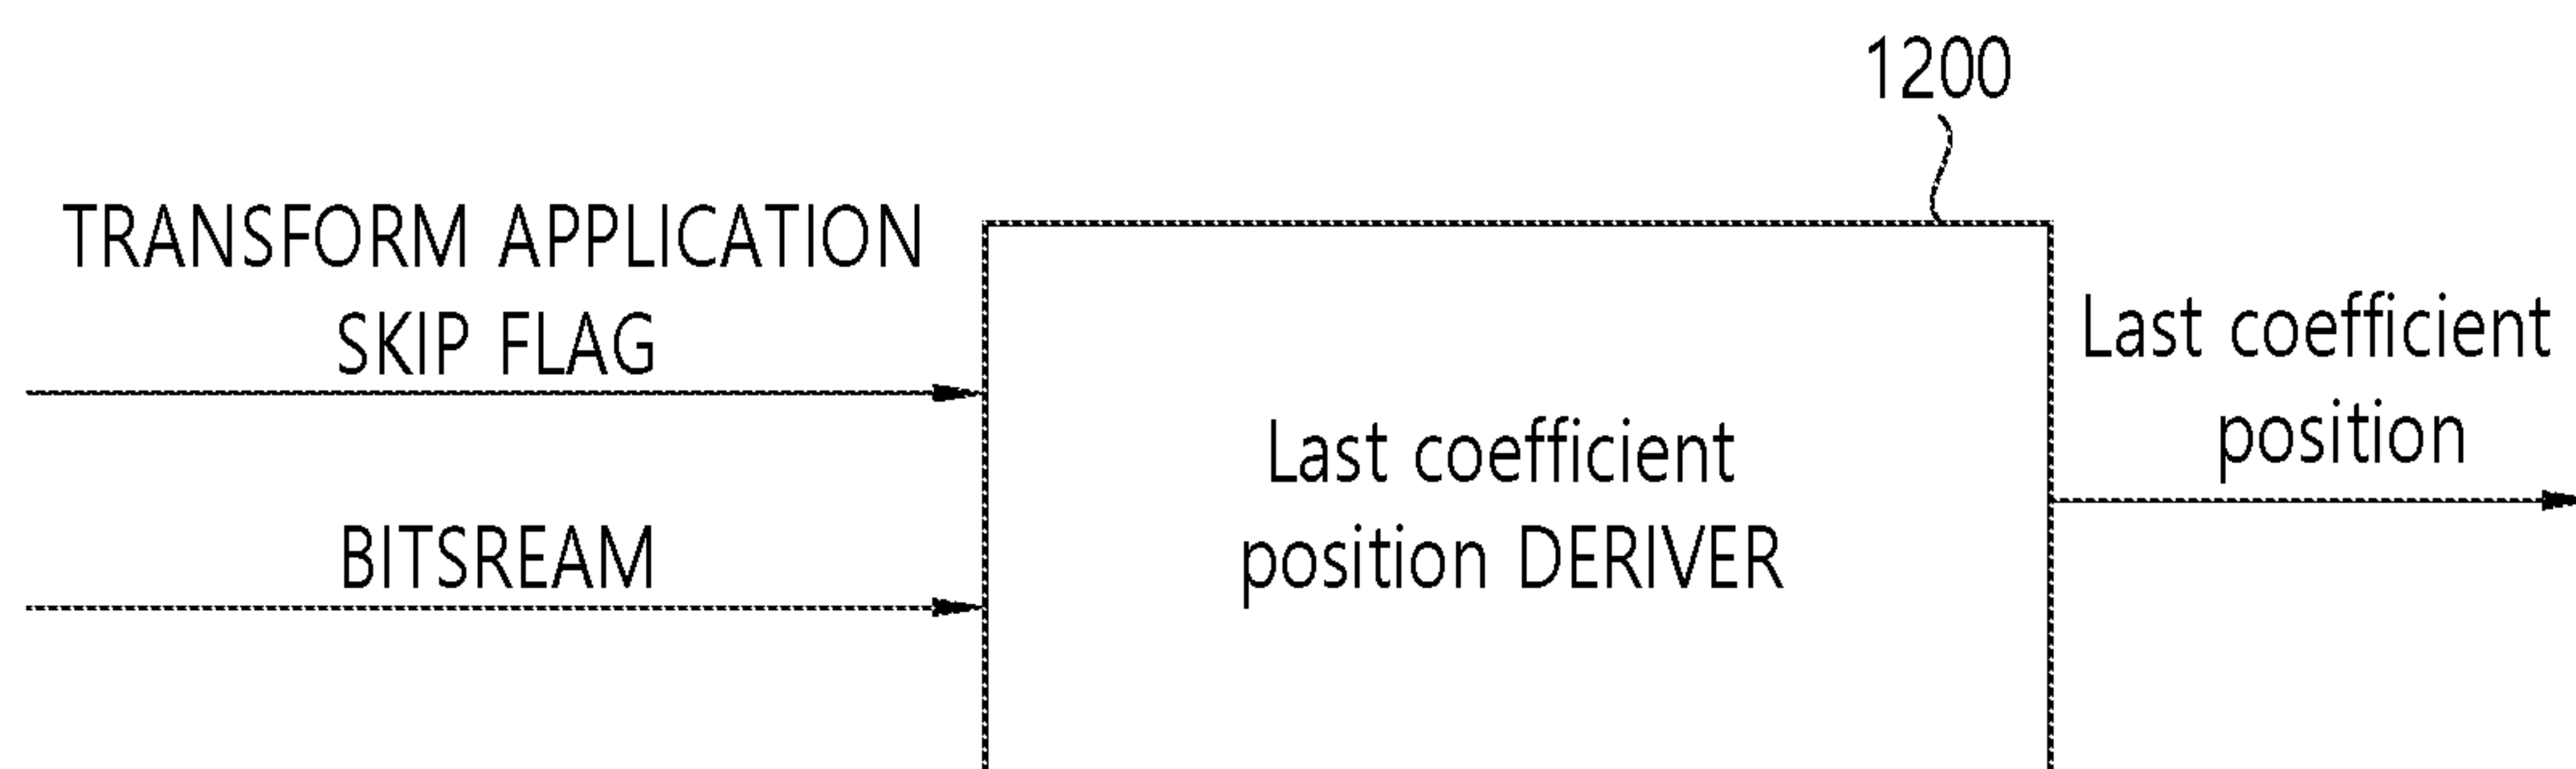 1200
TRANSFORM APPLICATION
SKIP FLAG
BITSREAM
Last coefficient
position DERIVER
Last coefficient
position